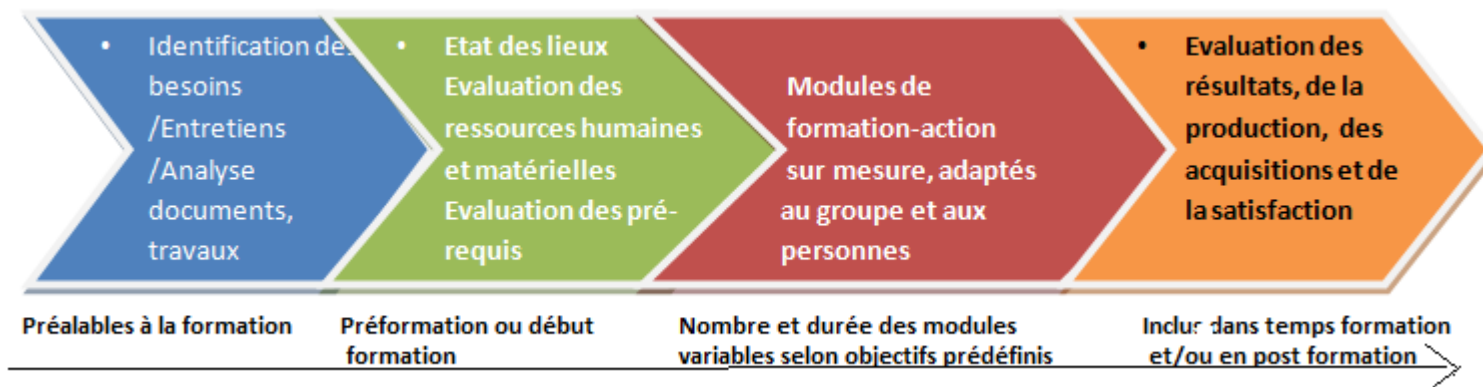 • Identification des
besoins
/Entretiens
/Analyse
documents,
travaux
• Etat des lieux
Evaluation des
ressources humaines
et matérielles
Evaluation des pré-
requis
Modules de
formation-action
sur mesure, adaptés
au groupe et aux
personnes
• Evaluation des
résultats, de la
production, des
acquisitions et de
la satisfaction
Préalables à la formation
Préformation ou début
formation
Nombre et durée des modules
variables selon objectifs prédéfinis
dans temps formation
et/ou en post formation